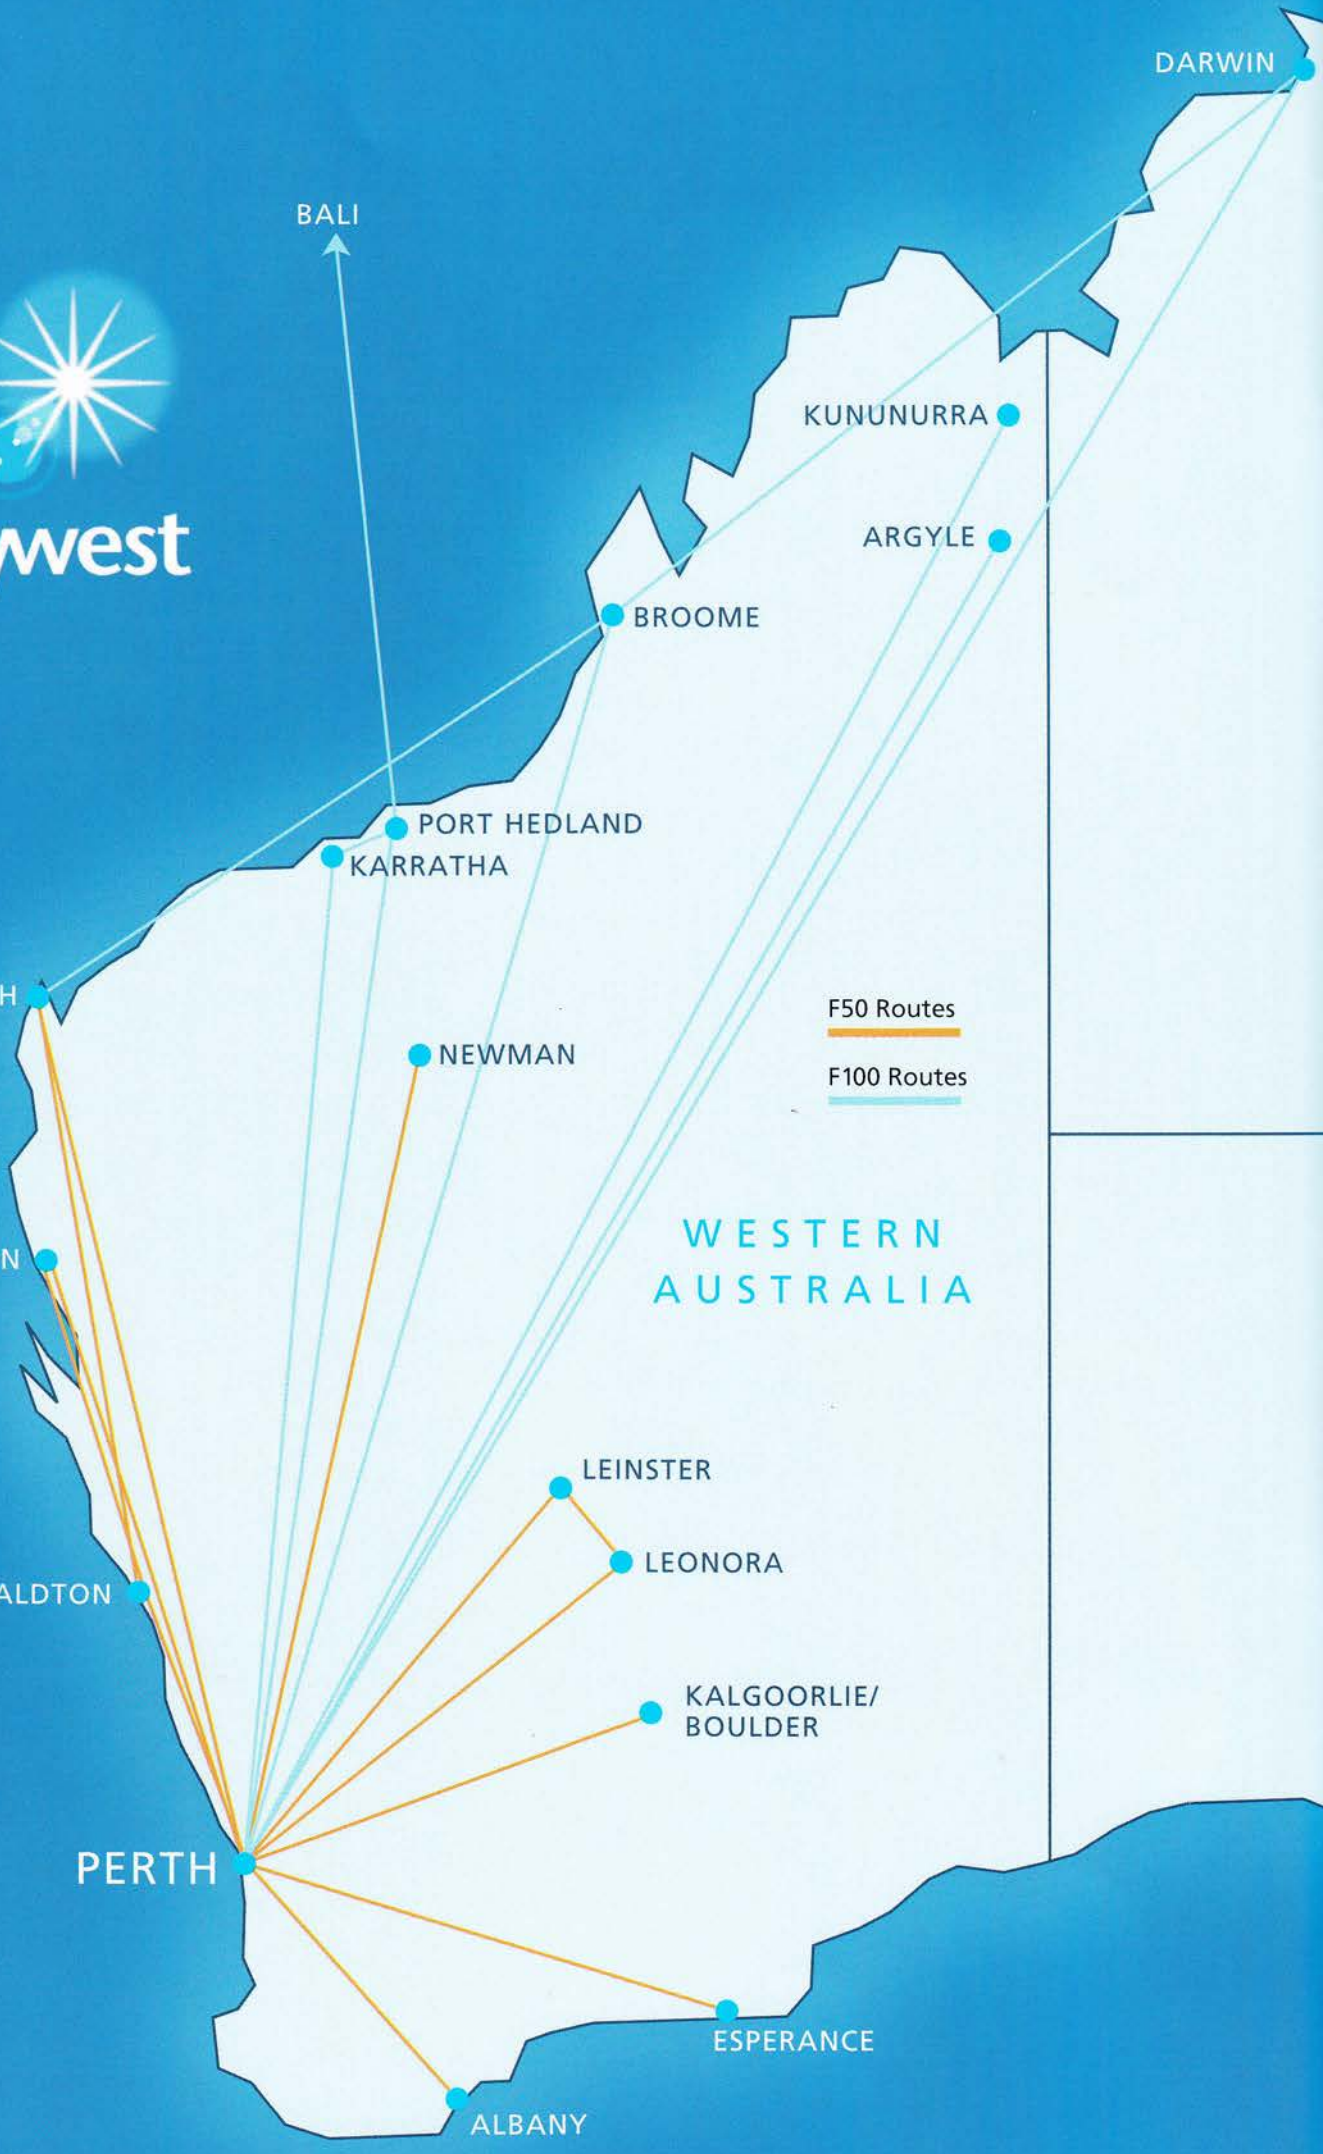 DARWIN
BALI
KUNUNURRA
west
ARGYLE
BROOME
PORT HEDLAND
KARRATHA
H
F50 Routes
NEWMAN
F100 Routes
WESTERN
AUSTRALIA
N
LEINSTER
LEONORA
ALDTON
KALGOORLIE/
BOULDER
PERTH
ESPERANCE
ALBANY